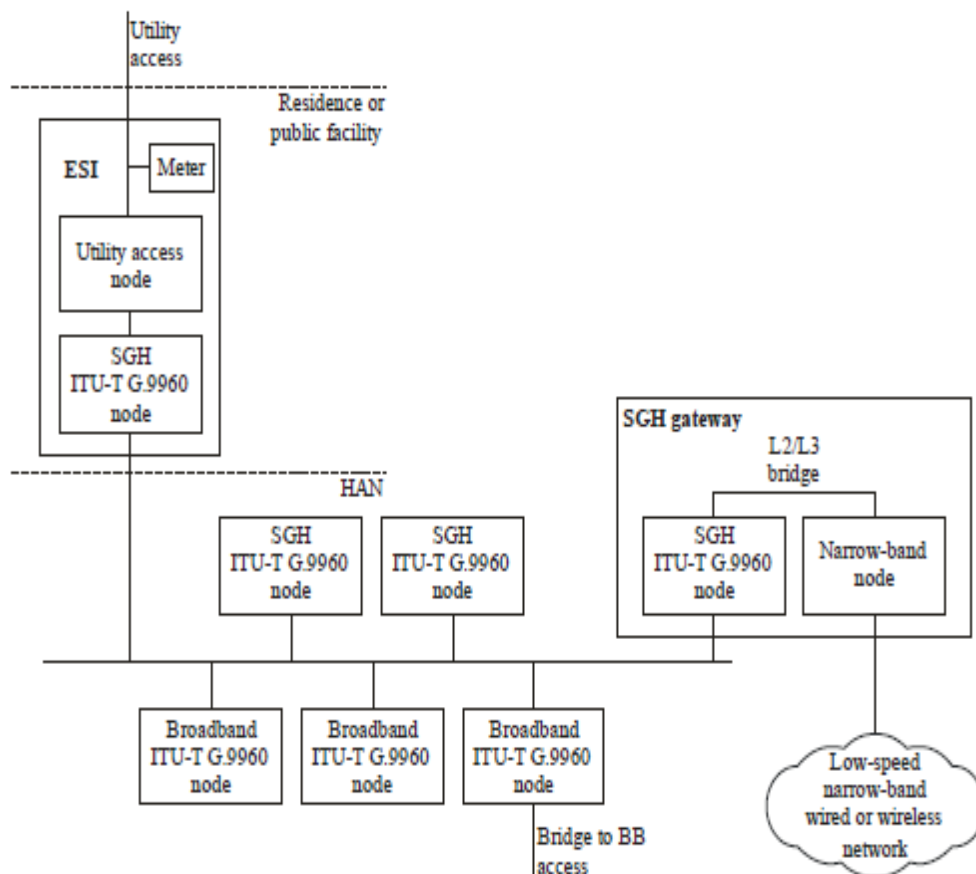 Utility
access
Residence or
public facility
ESI
Meter
Utility access
node
SGH
ITU-T G.9960
node
SGH gateway
L2/L3
bridge
HAN
SGH
ITU-T G.9960
node
SGH
ITU-T G.9960
node
SGH
ITU-T G.9960
node
Narrow-band
node
Broadband
ITU-T G.9960
node
Broadband
ITU-T G.9960
node
Broadband
ITU-T G.9960
node
Low-speed
narrow-band
wired or wireless
network
Bridge to BB
access